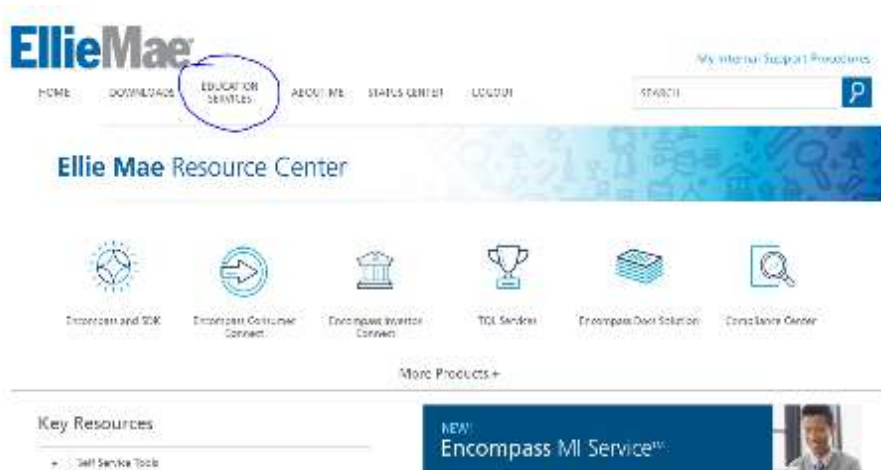 EllieMae
My Internal Support Procedures
HOME
DOWNLOADS
EDUCATION
SERVICES
ABOUT ME
STATUS CENTER
LOGOUT
SEARCH
Ellie Mae Resource Center
Encompass and SDK
Encompass Consumer
Connect
Encompass Investor
Connect
TQL Services
Encompass Docs Solution
Compliance Center
More Products +
Key Resources
+ Self Service Tools
NEW!
Encompass MI Service℠